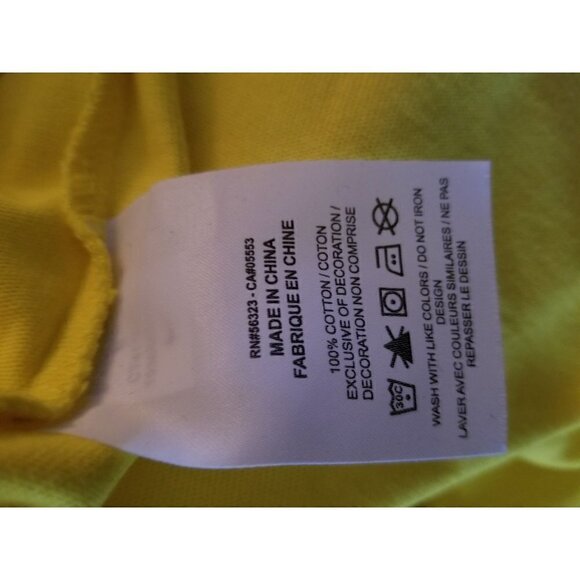 RN#56323 - CA#05553
MADE IN CHINA
FABRIQUE EN CHINE
100% COTTON / COTON
EXCLUSIVE OF DECORATION /
DECORATION NON COMPRISE
30C
WASH WITH LIKE COLORS / DO NOT IRON
DESIGN
LAVER AVEC COULEURS SIMILAIRES / NE PAS
REPASSER LE DESSIN